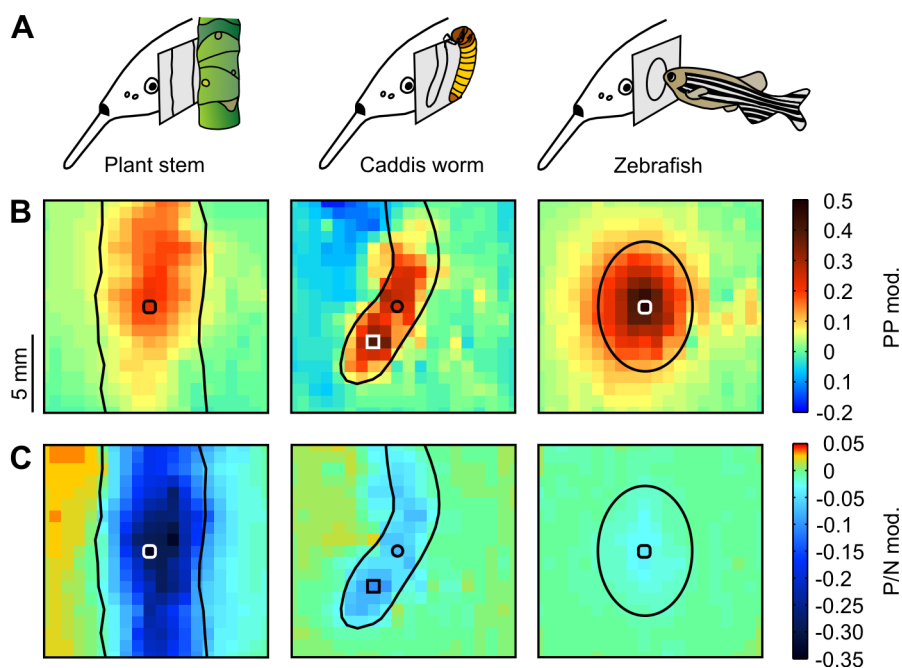 A
Plant stem
Caddis worm
Zebrafish
B
5 mm
0.5
0.4
0.3
0.2
0.1
0
0.1
-0.2
PP mod.
C
0.05
0
-0.05
-0.10
-0.15
-0.20
-0.25
-0.30
-0.35
P/N mod.